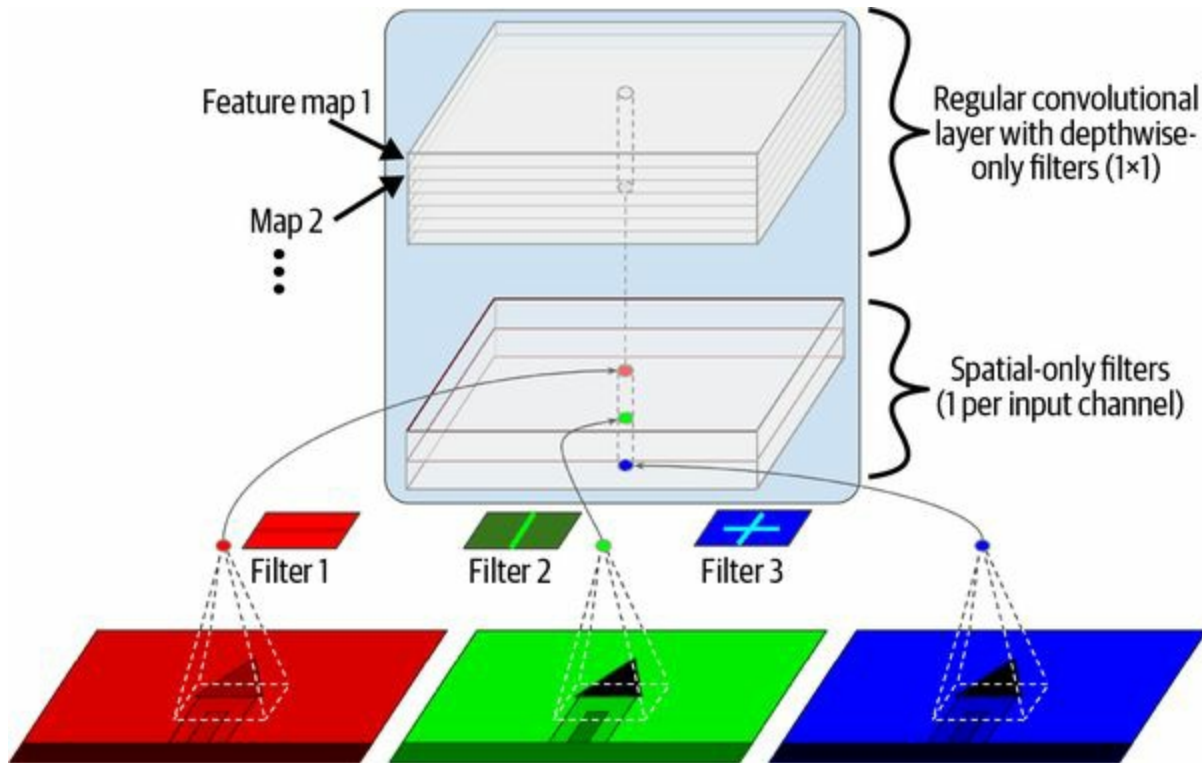 Feature map 1
Map 2
Regular convolutional
layer with depthwise-
only filters (1×1)
Spatial-only filters
(1 per input channel)
Filter 1
Filter 2
Filter 3